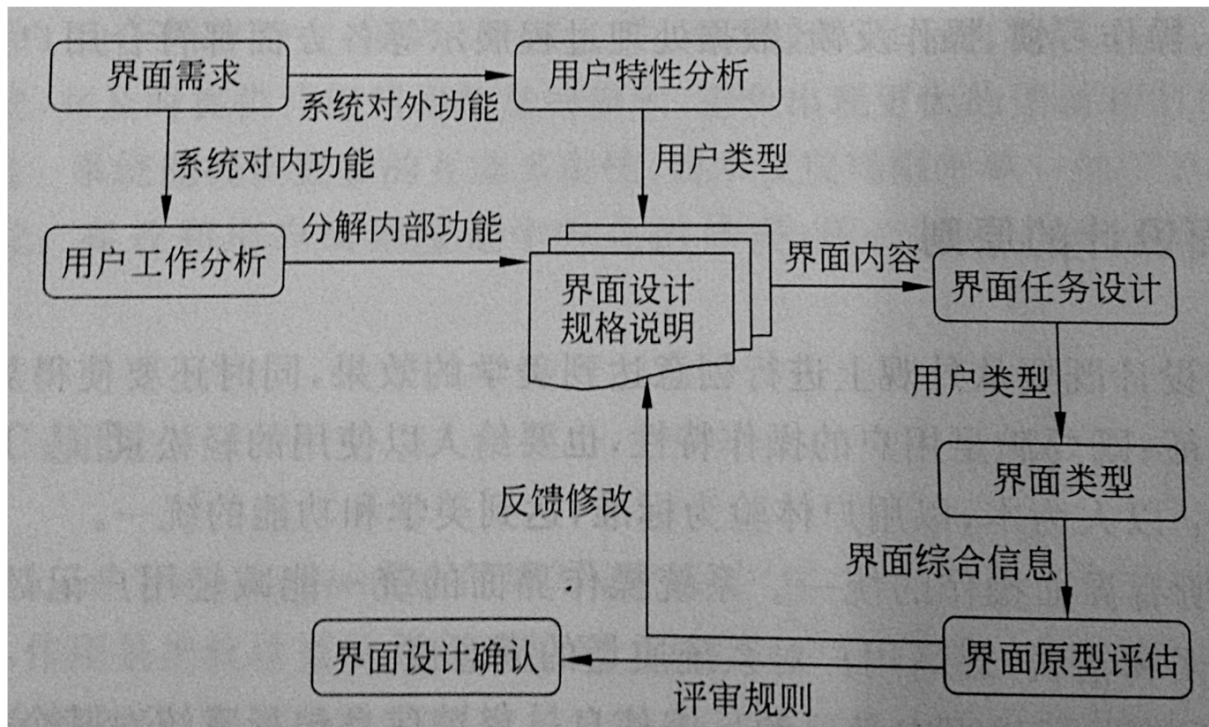 界面需求
用户特性分析
系统对外功能
系统对内功能
用户类型
分解内部功能
用户工作分析
界面设计
规格说明
界面内容
界面任务设计
用户类型
界面类型
反馈修改
界面综合信息
界面设计确认
界面原型评估
评审规则